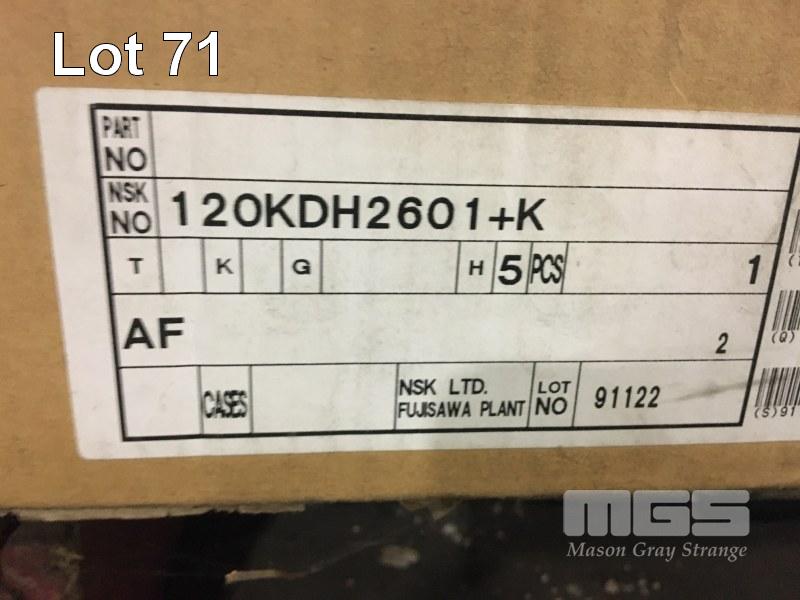 Lot 71
PART NO
NSK NO 120KDH2601+K
T K G H 5 PCS 1
AF
2
CASES NSK LTD. FUJISAWA PLANT LOT NO 91122
(Q)
(S)91
MGS
Mason Gray Strange